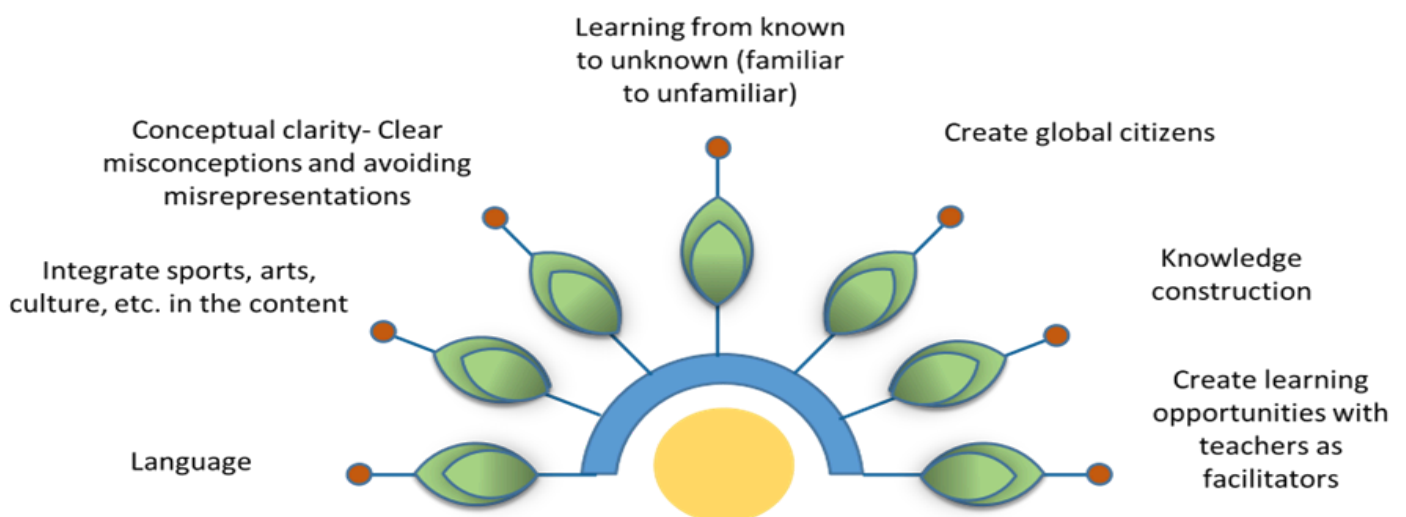 Learning from known
to unknown (familiar
to unfamiliar)
Conceptual clarity- Clear
misconceptions and avoiding
misrepresentations
Create global citizens
Integrate sports, arts,
culture, etc. in the content
Knowledge
construction
Language
Create learning
opportunities with
teachers as
facilitators